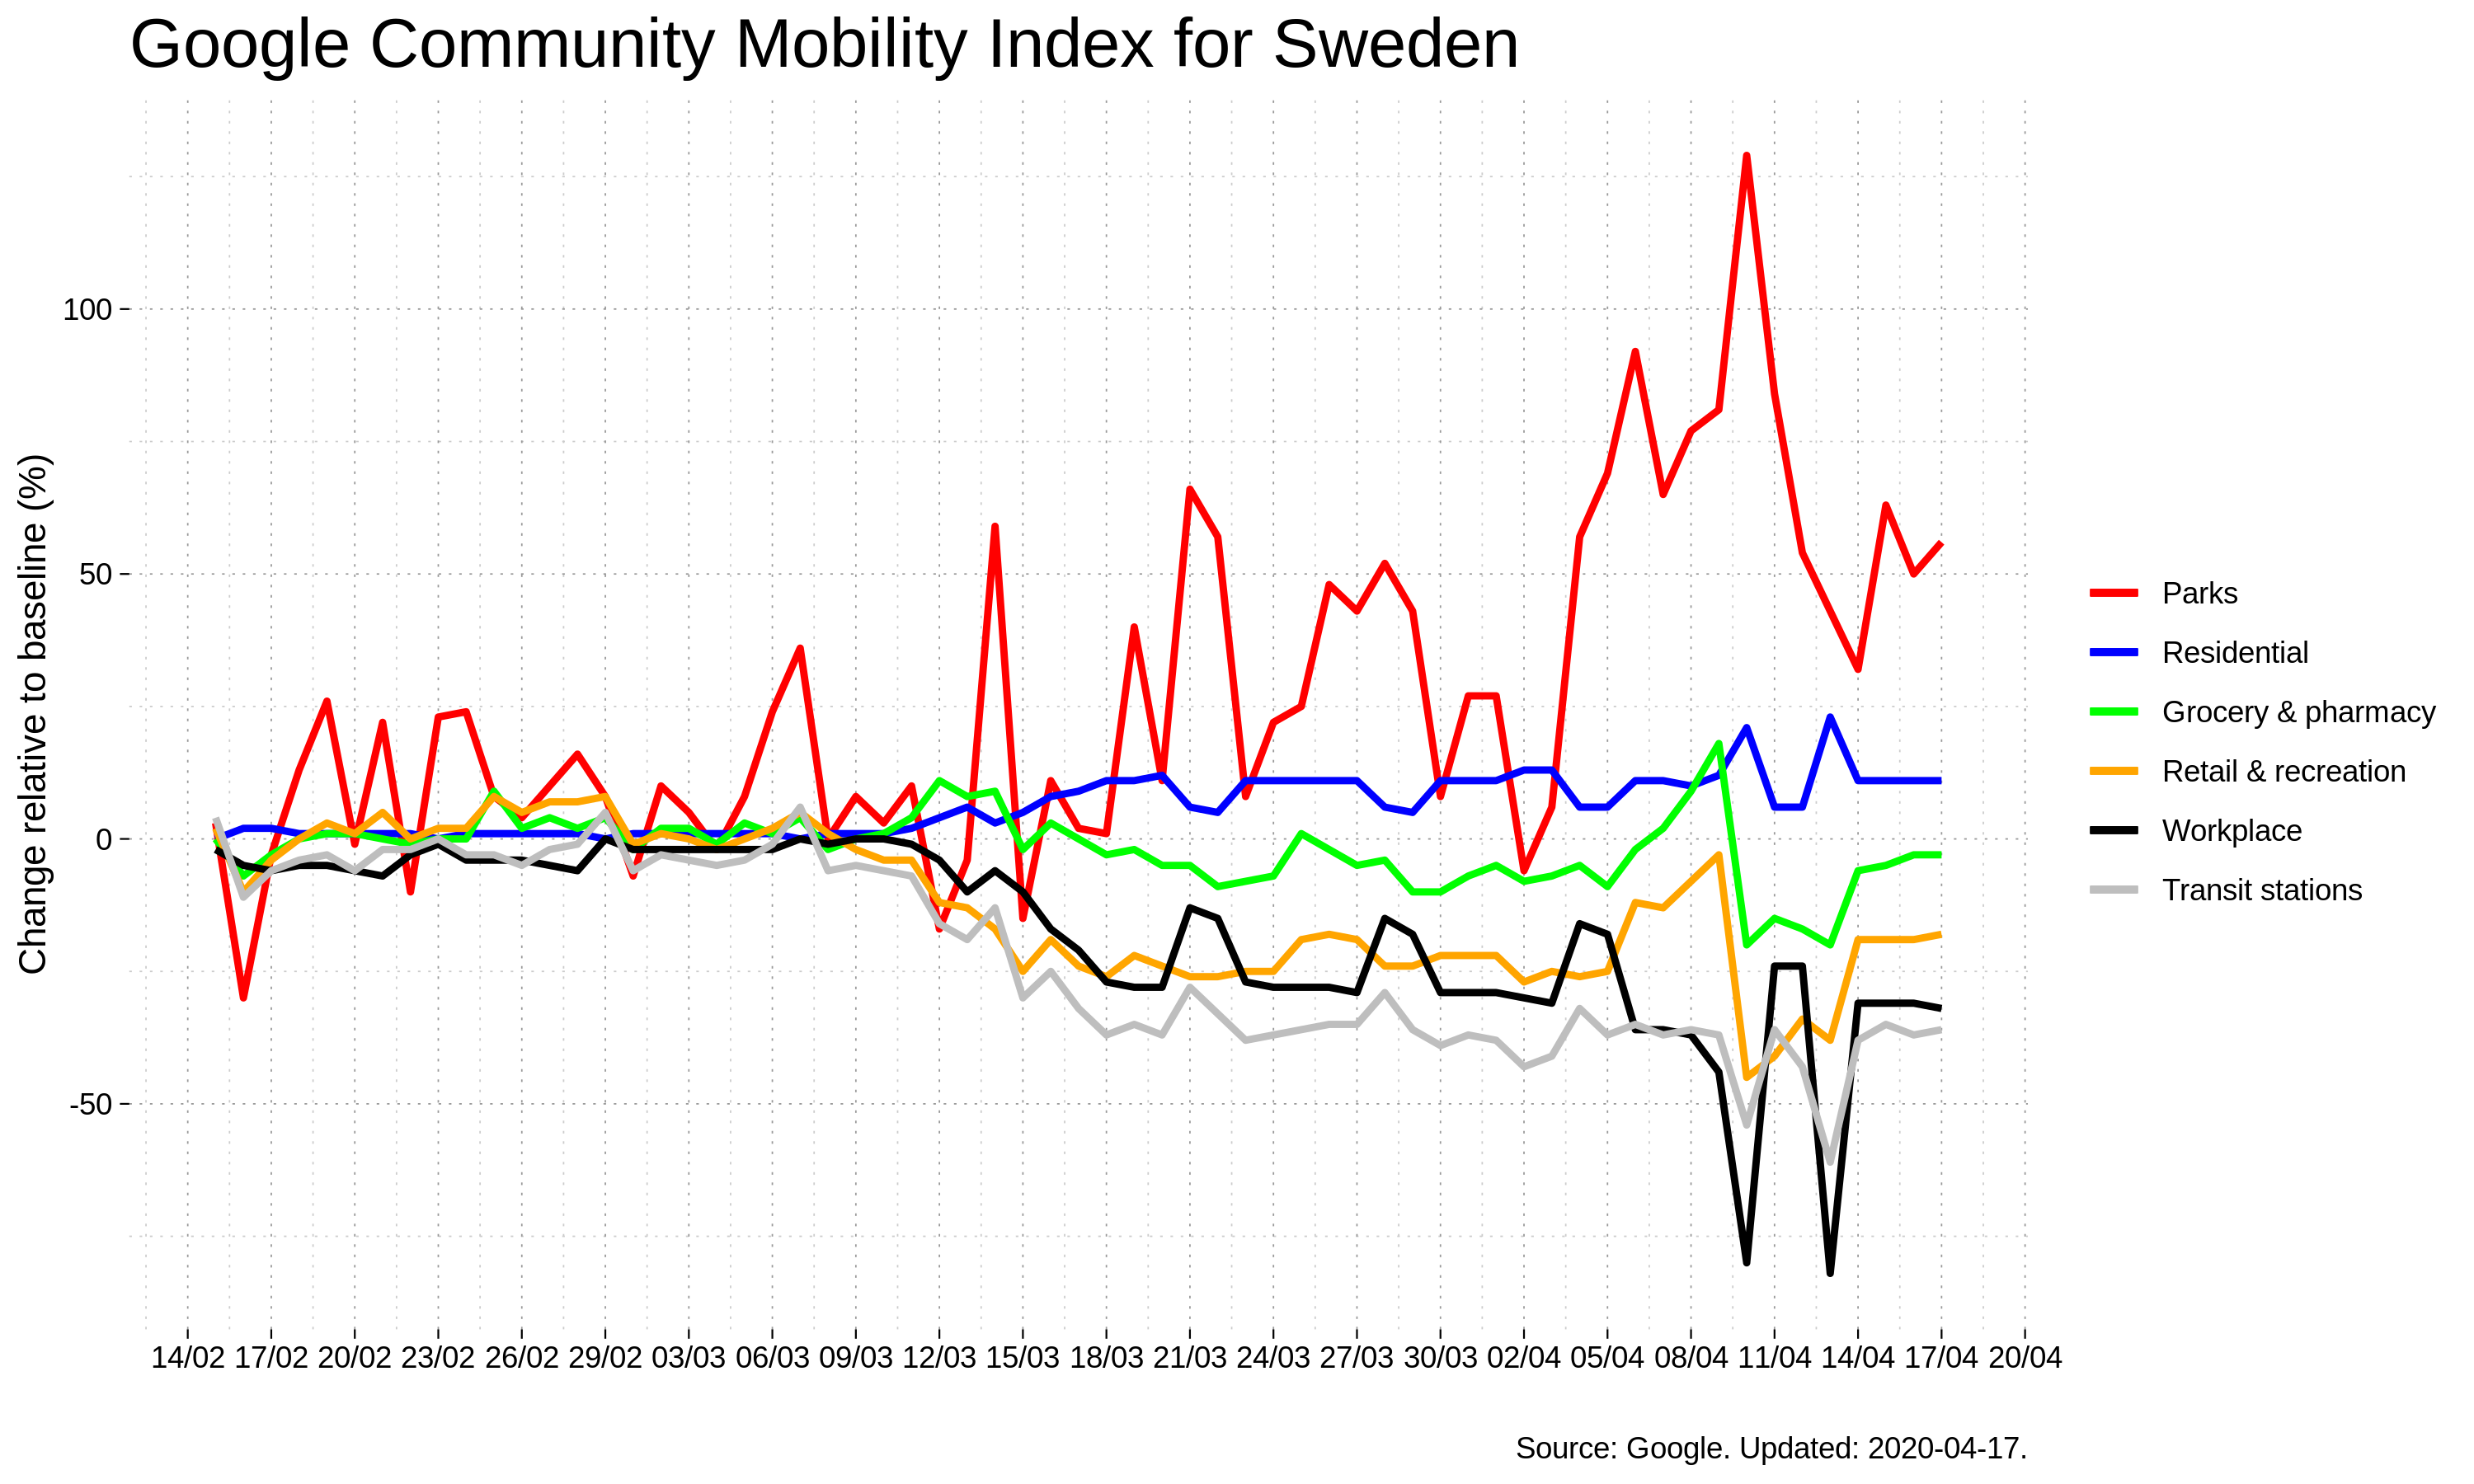 Google Community Mobility Index for Sweden
Change relative to baseline (%)
100
50
0
-50
14/02 17/02 20/02 23/02 26/02 29/02 03/03 06/03 09/03 12/03 15/03 18/03 21/03 24/03 27/03 30/03 02/04 05/04 08/04 11/04 14/04 17/04 20/04
Parks
Residential
Grocery & pharmacy
Retail & recreation
Workplace
Transit stations
Source: Google. Updated: 2020-04-17.